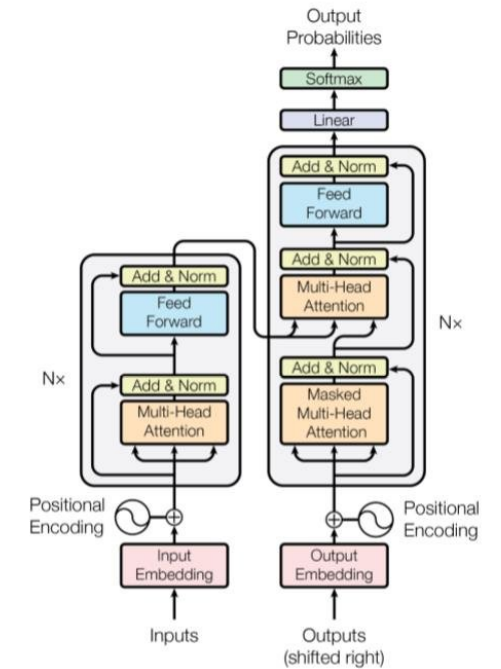 Output
Probabilities
Softmax
Linear
Add & Norm
Feed
Forward
Add & Norm
Multi-Head
Attention
Add & Norm
Masked
Multi-Head
Attention
Nx
Add & Norm
Feed
Forward
Add & Norm
Multi-Head
Attention
Nx
Positional
Encoding
Positional
Encoding
Input
Embedding
Output
Embedding
Inputs
Outputs
(shifted right)